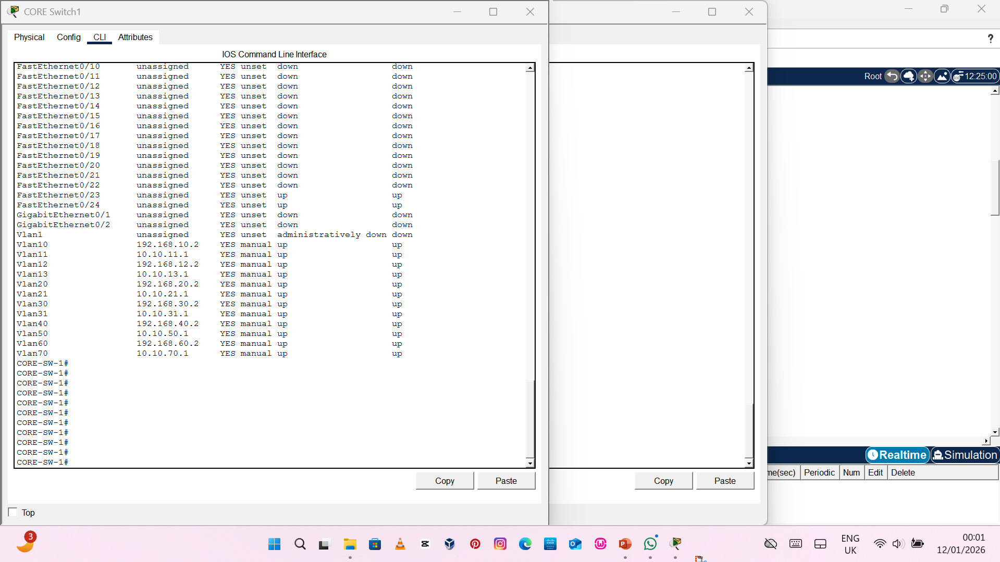 CORE Switch1
Physical Config CLI Attributes
IOS Command Line Interface
FastEthernet0/10 unassigned YES unset down down
FastEthernet0/11 unassigned YES unset down down
FastEthernet0/12 unassigned YES unset down down
FastEthernet0/13 unassigned YES unset down down
FastEthernet0/14 unassigned YES unset down down
FastEthernet0/15 unassigned YES unset down down
FastEthernet0/16 unassigned YES unset down down
FastEthernet0/17 unassigned YES unset down down
FastEthernet0/18 unassigned YES unset down down
FastEthernet0/19 unassigned YES unset down down
FastEthernet0/20 unassigned YES unset down down
FastEthernet0/21 unassigned YES unset down down
FastEthernet0/22 unassigned YES unset down down
FastEthernet0/23 unassigned YES unset up up
FastEthernet0/24 unassigned YES unset up up
GigabitEthernet0/1 unassigned YES unset down down
GigabitEthernet0/2 unassigned YES unset down down
Vlan1 unassigned YES unset administratively down down
Vlan10 192.168.10.2 YES manual up up
Vlan11 10.10.11.1 YES manual up up
Vlan12 192.168.12.2 YES manual up up
Vlan13 10.10.13.1 YES manual up up
Vlan20 192.168.20.2 YES manual up up
Vlan21 10.10.21.1 YES manual up up
Vlan30 192.168.30.2 YES manual up up
Vlan31 10.10.31.1 YES manual up up
Vlan40 192.168.40.2 YES manual up up
Vlan50 10.10.50.1 YES manual up up
Vlan60 192.168.60.2 YES manual up up
Vlan70 10.10.70.1 YES manual up up
CORE-SW-1#
CORE-SW-1#
CORE-SW-1#
CORE-SW-1#
CORE-SW-1#
CORE-SW-1#
CORE-SW-1#
CORE-SW-1#
CORE-SW-1#
CORE-SW-1#
CORE-SW-1#
Copy Paste
Top
Copy Paste
?
Root 12:25:00
Realtime Simulation
me(sec) Periodic Num Edit Delete
3
ENG
UK
00:01
12/01/2026